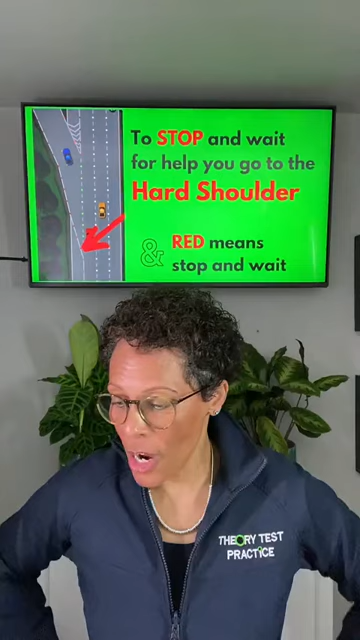 To STOP and wait
for help you go to the
Hard Shoulder
& RED means
stop and wait
THEORY TEST
PRACTICE